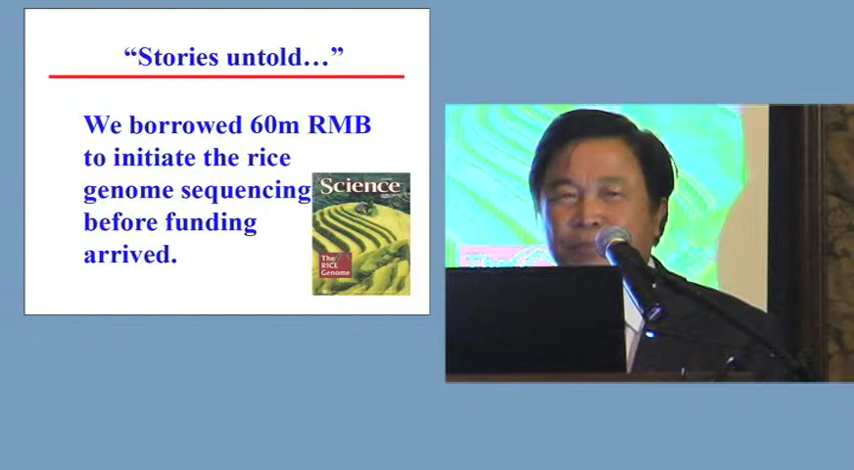 “Stories untold…”
We borrowed 60m RMB
to initiate the rice
genome sequencing
before funding
arrived.
Science
The
RICE
Genome